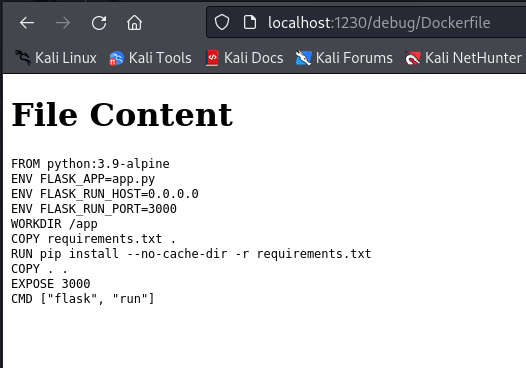 localhost:1230/debug/Dockerfile
Kali Linux Kali Tools Kali Docs Kali Forums Kali NetHunter
File Content
FROM python:3.9-alpine
ENV FLASK_APP=app.py
ENV FLASK_RUN_HOST=0.0.0.0
ENV FLASK_RUN_PORT=3000
WORKDIR /app
COPY requirements.txt .
RUN pip install --no-cache-dir -r requirements.txt
COPY . .
EXPOSE 3000
CMD ["flask", "run"]